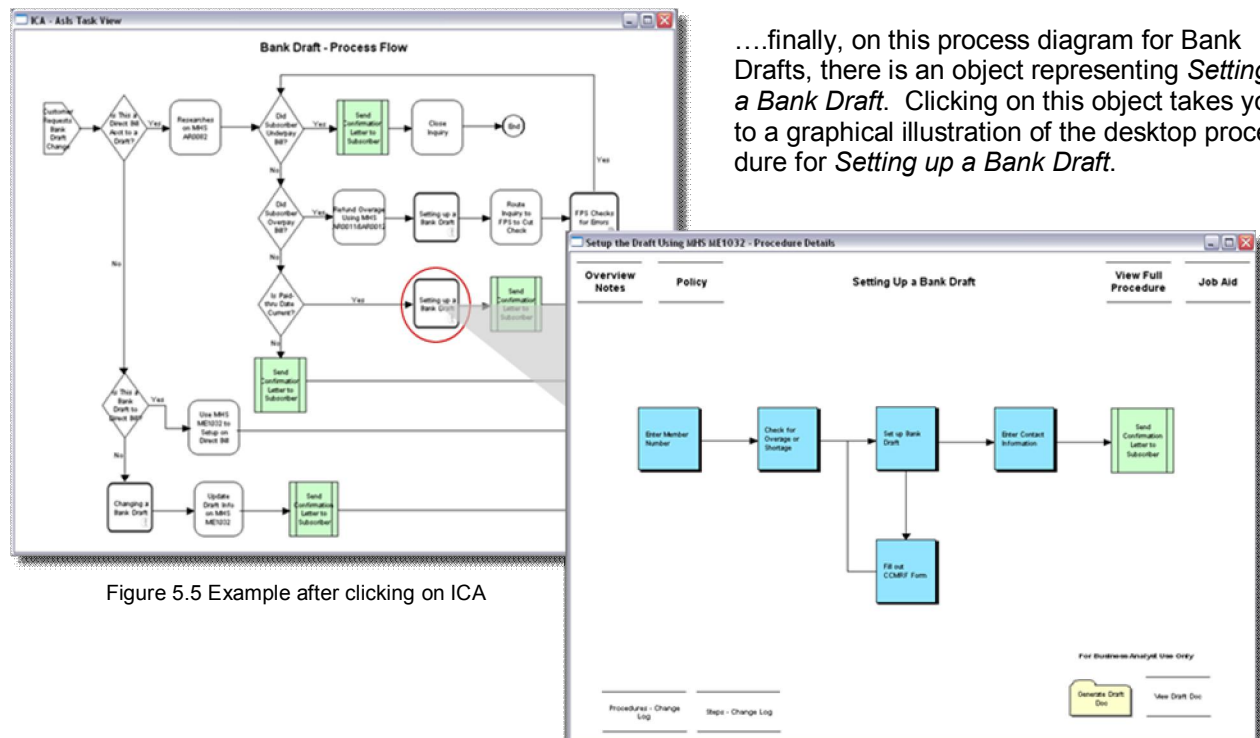 ICA - AsIs Task View
Bank Draft - Process Flow
Customer
Requests
Bank
Draft
Change
Is This a
Direct Bill
Acct to a
Draft?
Yes
Researches
on MHS
Did
Subscriber
Underpay
Bill?
Yes
Send
Confirmation
Letter to
Subscriber
Close
Inquiry
End
Yes
No
Did
Subscriber
Overpay
Bill?
Yes
Refund Overage
Using MHS
Setting up a
Bank Draft
Route
Inquiry to
FPS to Cut
Check
FPS Checks
for Errors
No
No
Is Paid-
thru Date
Current?
Yes
Setting up a
Bank Draft
Send
Confirmation
Letter to
Subscriber
No
Send
Confirmation
Letter to
Subscriber
Is This a
Bank
Draft to
Direct Bill?
Yes
Use MHS
ME1032 to
Setup on
Direct Bill
No
Changing a
Bank Draft
Update
Draft Info
on MHS
ME1032
Send
Confirmation
Letter to
Subscriber
Figure 5.5 Example after clicking on ICA
….finally, on this process diagram for Bank
Drafts, there is an object representing Setting
a Bank Draft. Clicking on this object takes yo
to a graphical illustration of the desktop proce
dure for Setting up a Bank Draft.
Setup the Draft Using MHS ME1032 - Procedure Details
Overview
Notes
Policy
Setting Up a Bank Draft
View Full
Procedure
Job Aid
Enter Member
Number
Check for
Overage or
Shortage
Set up Bank
Draft
Enter Contact
Information
Send
Confirmation
Letter to
Subscriber
Fill out
CCMRF Form
For Business Analyst Use Only
Generate Draft
Doc
View Draft Doc
Procedures - Change
Log
Steps - Change Log